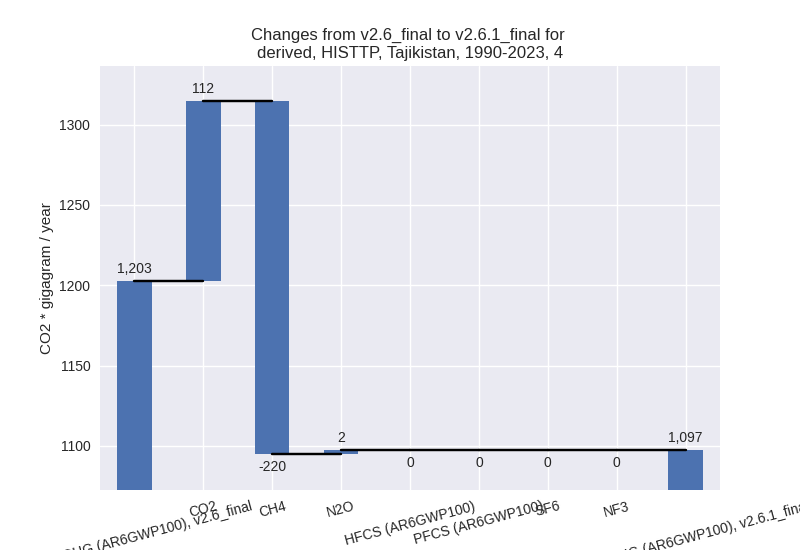 Changes from v2.6_final to v2.6.1_final for
derived, HISTTP, Tajikistan, 1990-2023, 4
CO2 * gigagram / year
1300
1250
1200
1150
1100
1,203
112
-220
2
0
0
0
0
1,097
(AR6GWP100), v2.6_final
CO2
CH4
N2O
HFCS (AR6GWP100)
PFCS (AR6GWP100)
SF6
NF3
(AR6GWP100), v2.6.1_fina